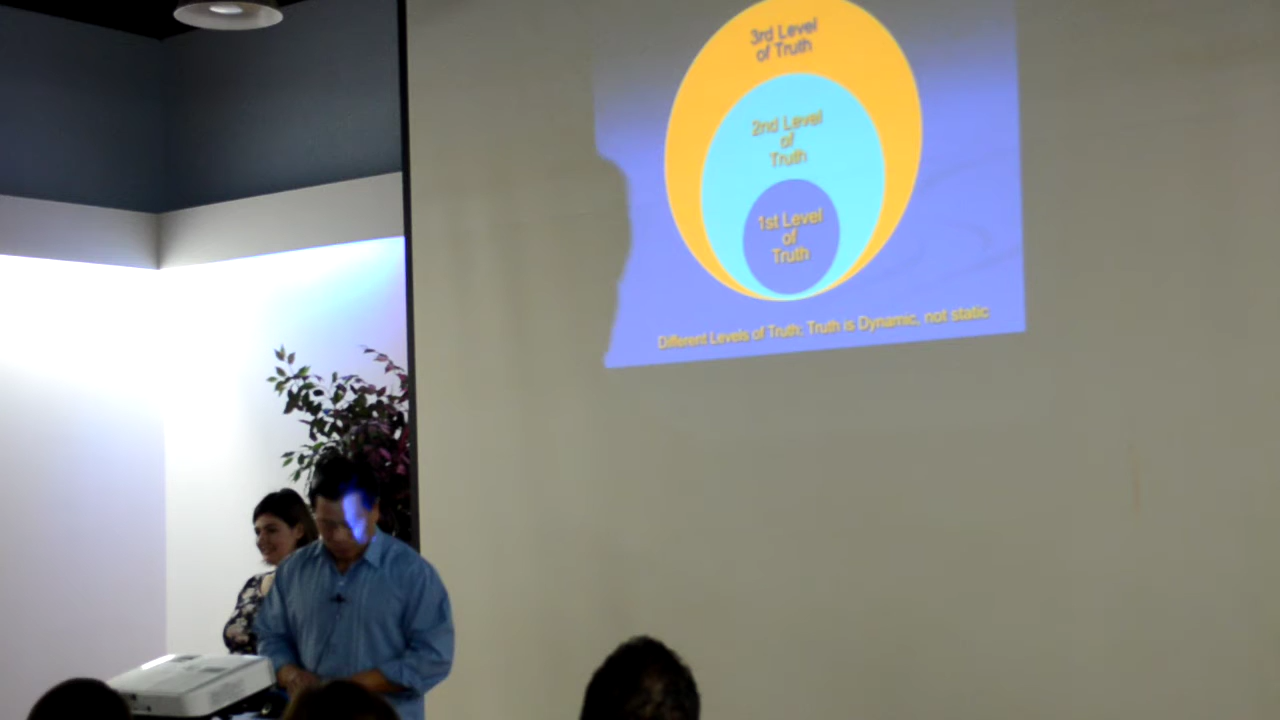 3rd Level
of Truth
2nd Level
of
Truth
1st Level
of
Truth
Different Levels of Truth: Truth is Dynamic, not static